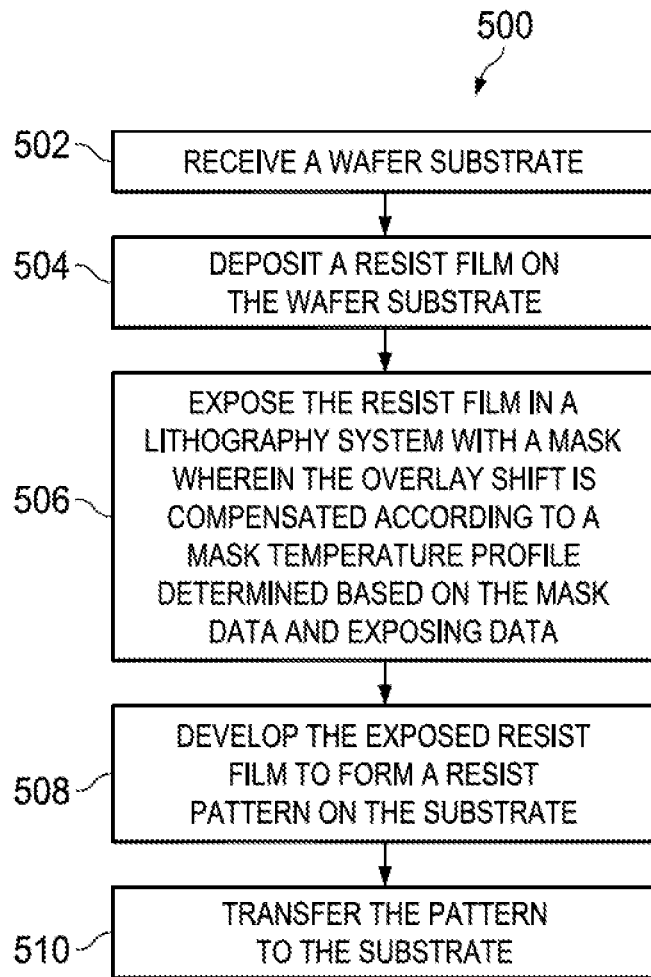 500
502
RECEIVE A WAFER SUBSTRATE
504
DEPOSIT A RESIST FILM ON
THE WAFER SUBSTRATE
506
EXPOSE THE RESIST FILM IN A
LITHOGRAPHY SYSTEM WITH A MASK
WHEREIN THE OVERLAY SHIFT IS
COMPENSATED ACCORDING TO A
MASK TEMPERATURE PROFILE
DETERMINED BASED ON THE MASK
DATA AND EXPOSING DATA
508
DEVELOP THE EXPOSED RESIST
FILM TO FORM A RESIST
PATTERN ON THE SUBSTRATE
510
TRANSFER THE PATTERN
TO THE SUBSTRATE